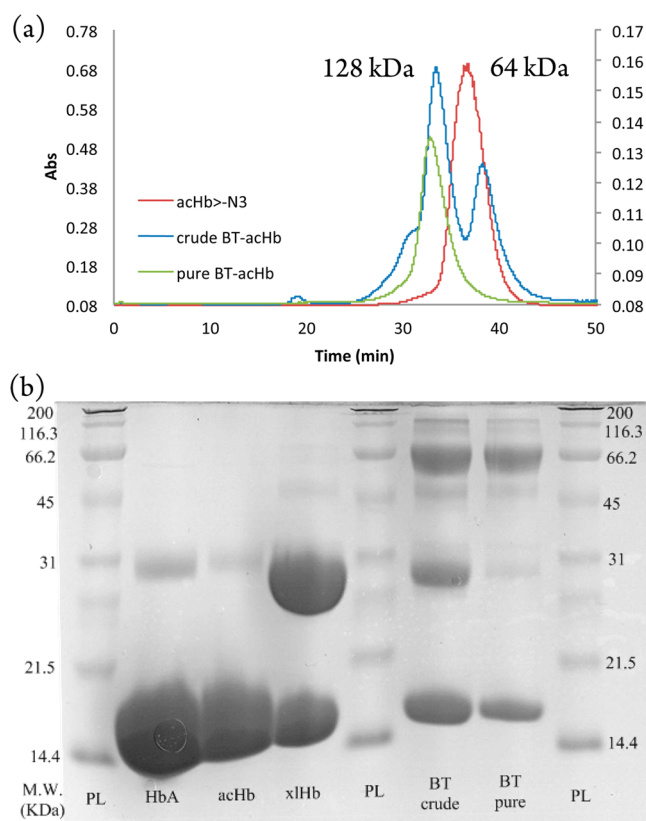 (a)
0.78
0.68
0.58
0.48
0.38
0.28
0.18
0.08
Abs
128 kDa
64 kDa
0.17
0.16
0.15
0.14
0.13
0.12
0.11
0.10
0.09
0.08
acHb>-N3
crude BT-acHb
pure BT-acHb
0
10
20
30
40
50
Time (min)
(b)
200
116.3
66.2
45
31
21.5
14.4
200
116.3
66.2
45
31
21.5
14.4
M.W.
(KDa)
PL
HbA
acHb
xlHb
PL
BT
crude
BT
pure
PL